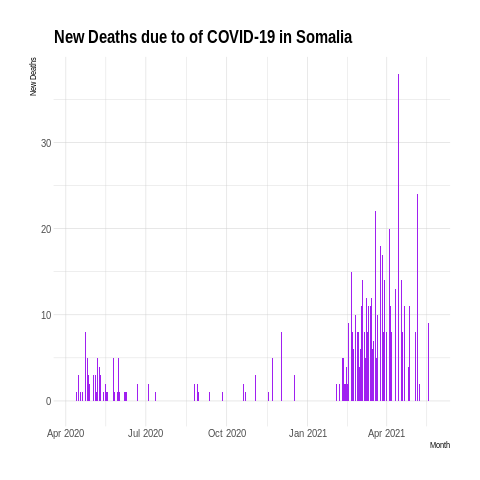 New Deaths due to of COVID-19 in Somalia
New Deaths
30
20
10
0
Apr 2020 Jul 2020 Oct 2020 Jan 2021 Apr 2021
Month